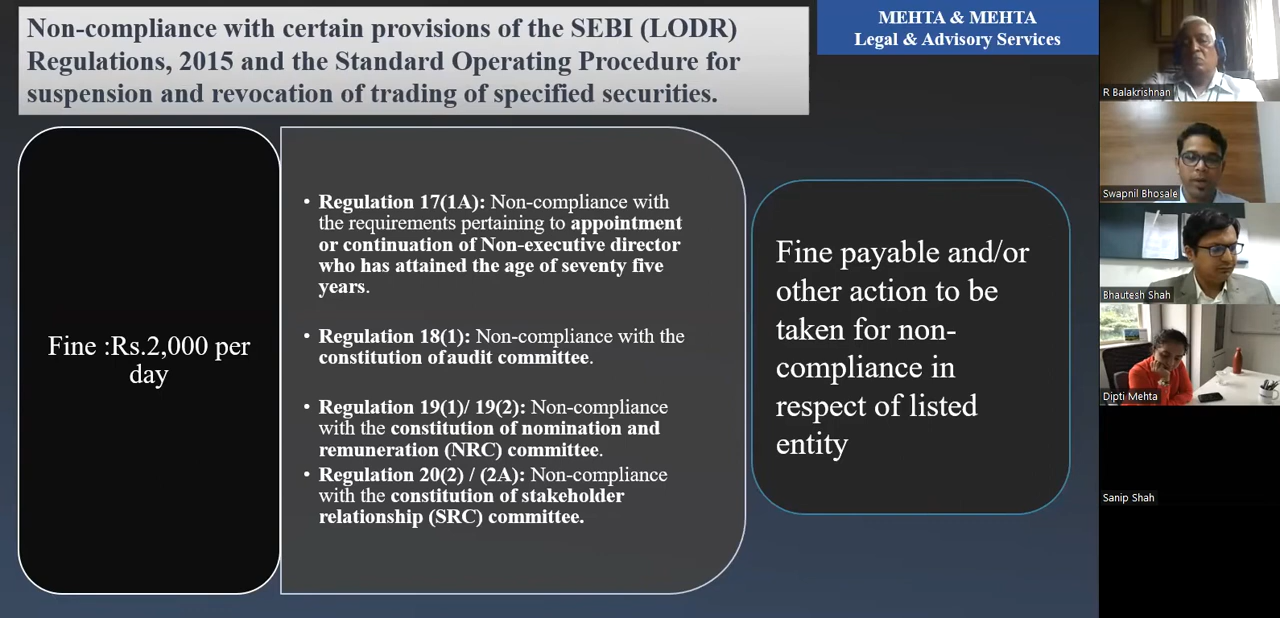 Non-compliance with certain provisions of the SEBI (LODR)
Regulations, 2015 and the Standard Operating Procedure for
suspension and revocation of trading of specified securities.
MEHTA & MEHTA
Legal & Advisory Services
Fine :Rs.2,000 per
day
• Regulation 17(1A): Non-compliance with
the requirements pertaining to appointment
or continuation of Non-executive director
who has attained the age of seventy five
years.
• Regulation 18(1): Non-compliance with the
constitution of audit committee.
• Regulation 19(1)/ 19(2): Non-compliance
with the constitution of nomination and
remuneration (NRC) committee.
• Regulation 20(2) / (2A): Non-compliance
with the constitution of stakeholder
relationship (SRC) committee.
Fine payable and/or
other action to be
taken for non-
compliance in
respect of listed
entity
R Balakrishnan
Swapnil Bhosale
Bhautesh Shah
Dipti Mehta
Sanip Shah